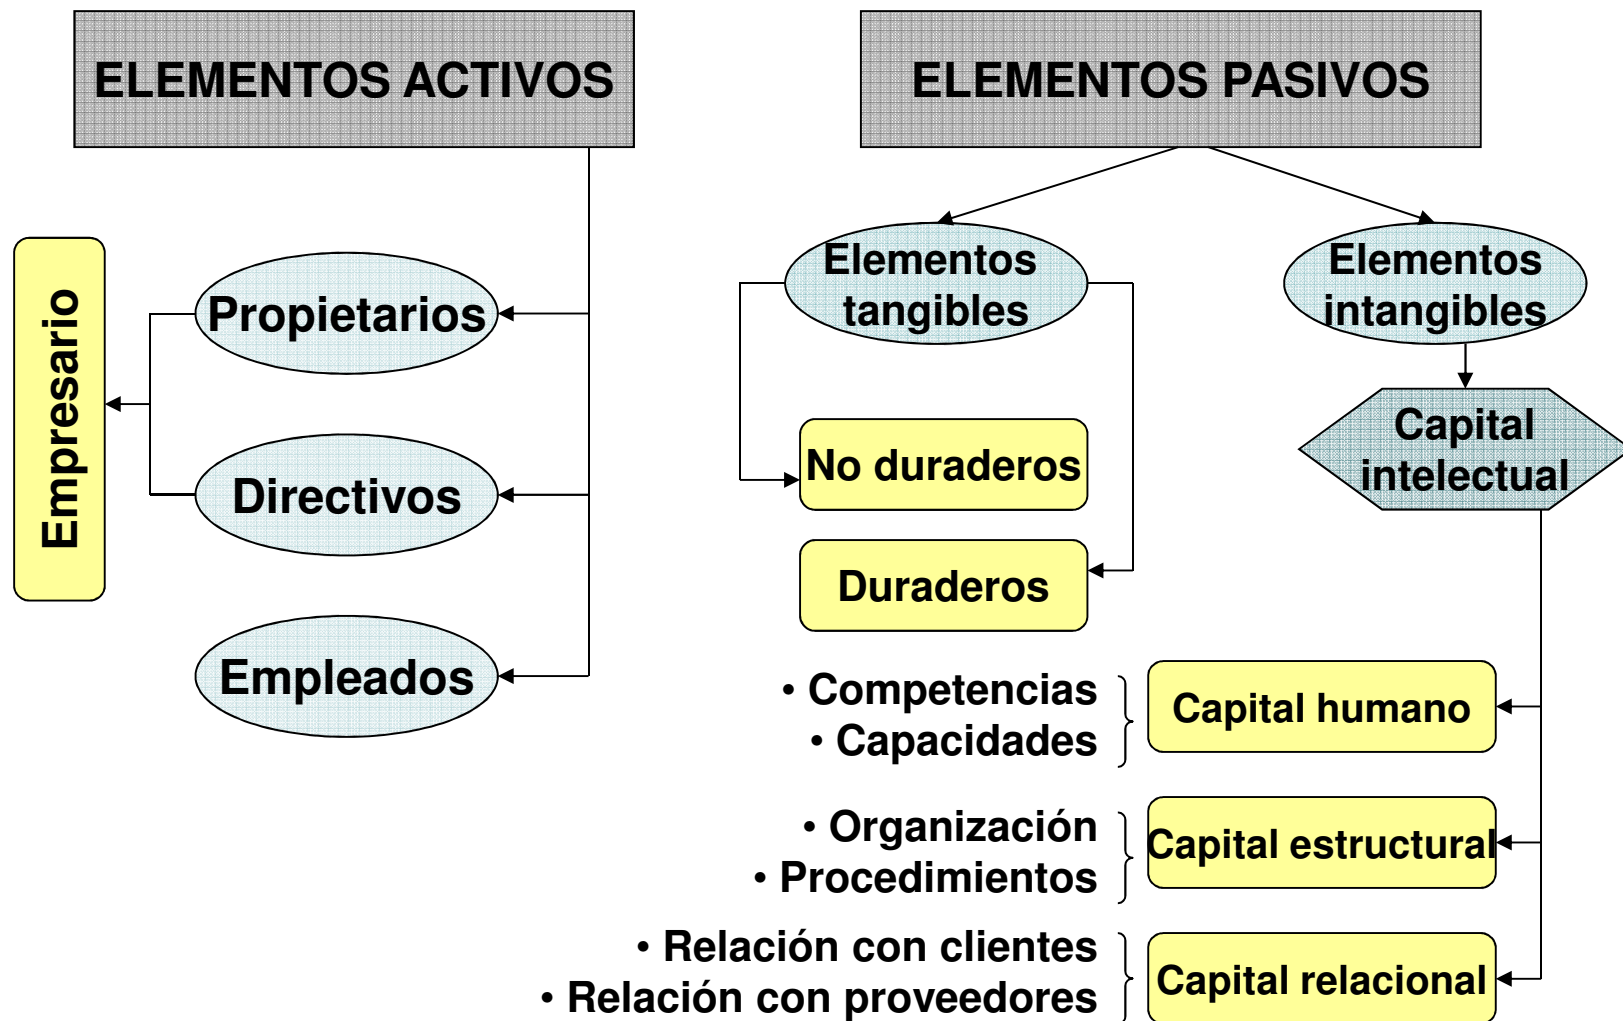 ELEMENTOS ACTIVOS
ELEMENTOS PASIVOS
Empresario
Propietarios
Directivos
Empleados
Elementos
tangibles
No duraderos
Duraderos
Elementos
intangibles
Capital
intelectual
• Competencias
• Capacidades
Capital humano
• Organización
• Procedimientos
Capital estructural
• Relación con clientes
• Relación con proveedores
Capital relacional